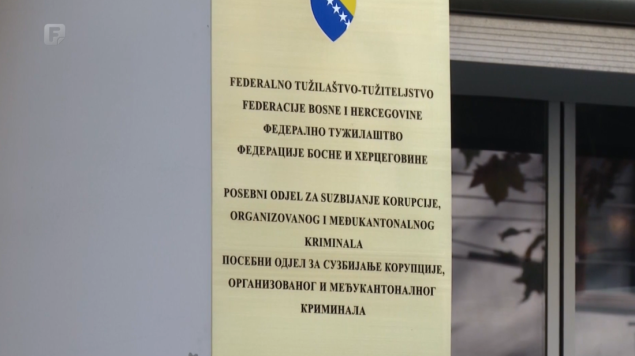 F
FEDERALNO TUŽILAŠTVO-TUŽITELJSTVO
FEDERACIJE BOSNE I HERCEGOVINE
ФЕДЕРАЛНО ТУЖИЛАШТВО
ФЕДЕРАЦИЈЕ БОСНЕ И ХЕРЦЕГОВИНЕ
POSEBNI ODJEL ZA SUZBIJANJE KORUPCIJE,
ORGANIZOVANOG I MEĐUKANTONALNOG
KRIMINALA
ПОСЕБНИ ОДЈЕЛ ЗА СУЗБИЈАЊЕ КОРУПЦИЈЕ,
ОРГАНИЗОВАНОГ И МЕЂУКАНТОНАЛНОГ
КРИМИНАЛА